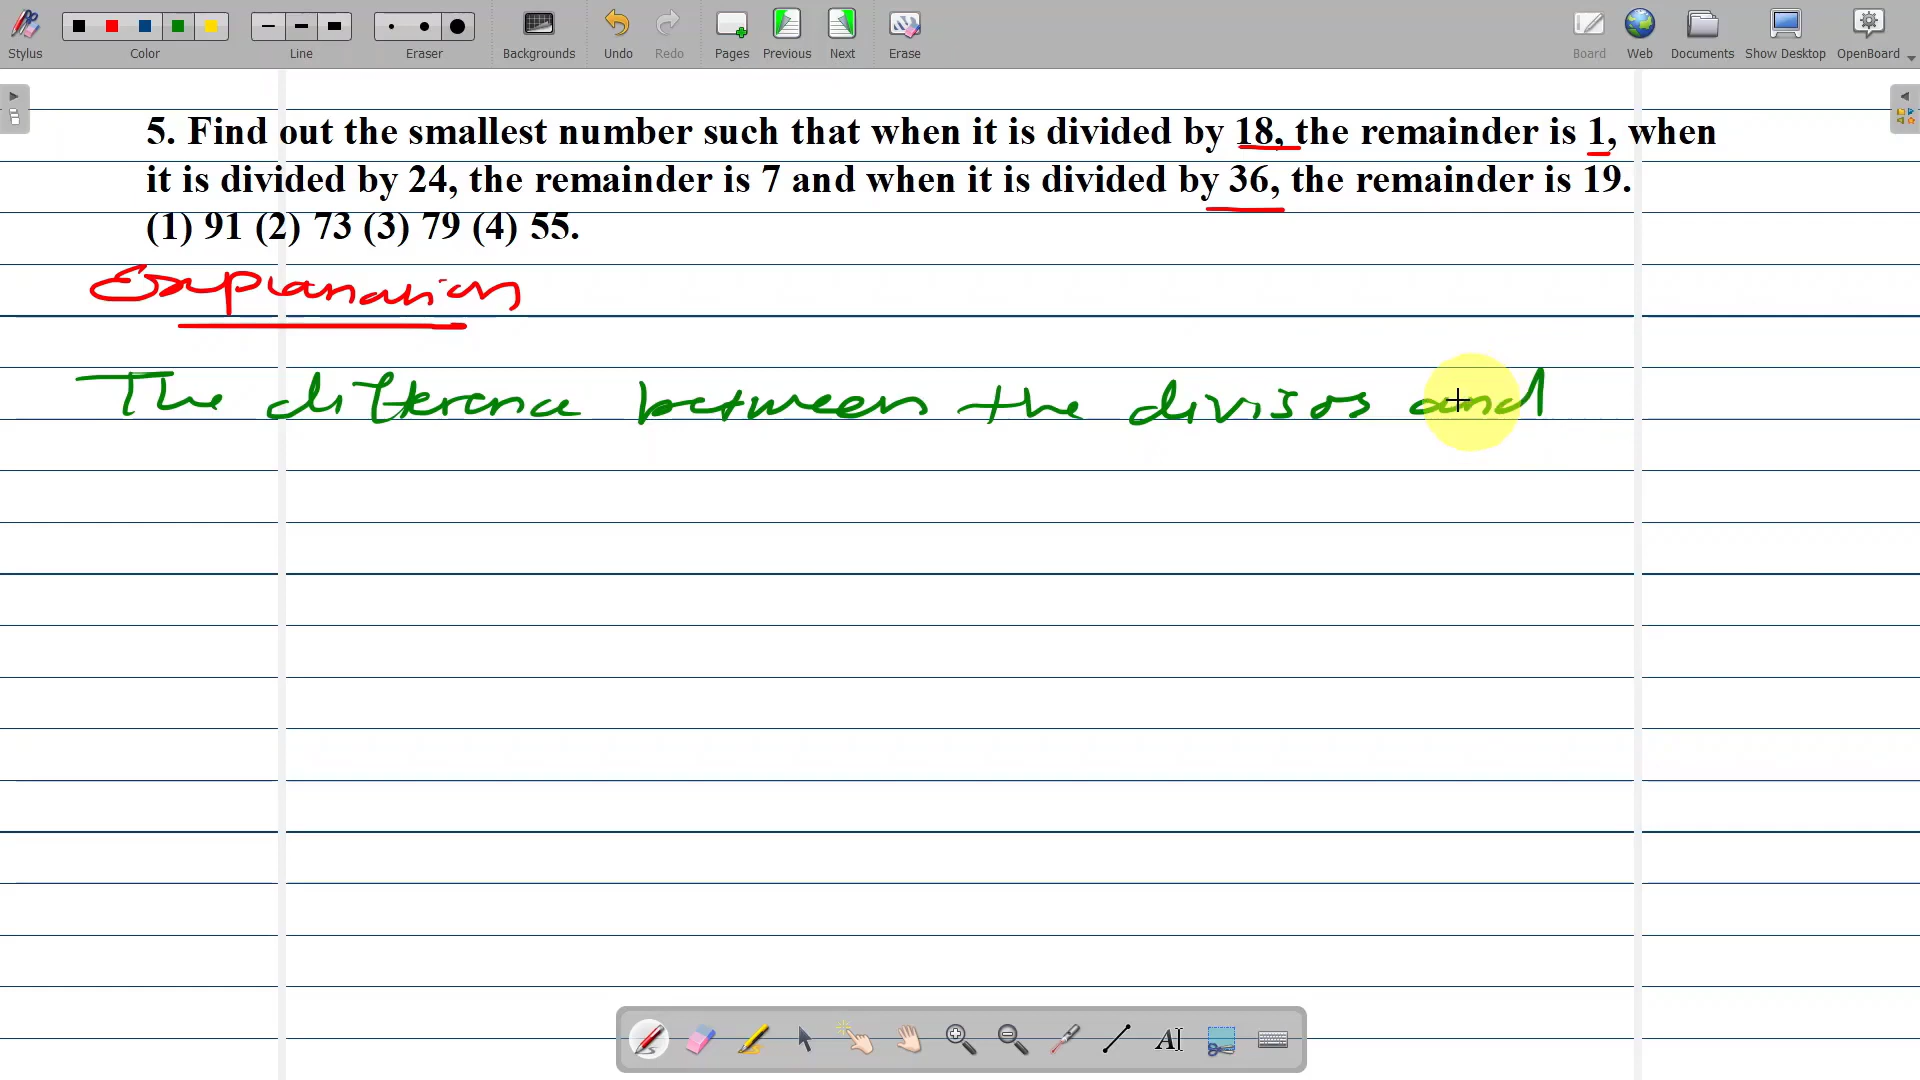 Stylus Color Line Eraser Backgrounds Undo Redo Pages Previous Next Erase Board Web Documents Show Desktop OpenBoard
5. Find out the smallest number such that when it is divided by 18, the remainder is 1, when
it is divided by 24, the remainder is 7 and when it is divided by 36, the remainder is 19.
(1) 91 (2) 73 (3) 79 (4) 55.
Explanation
The difference between the divisor and